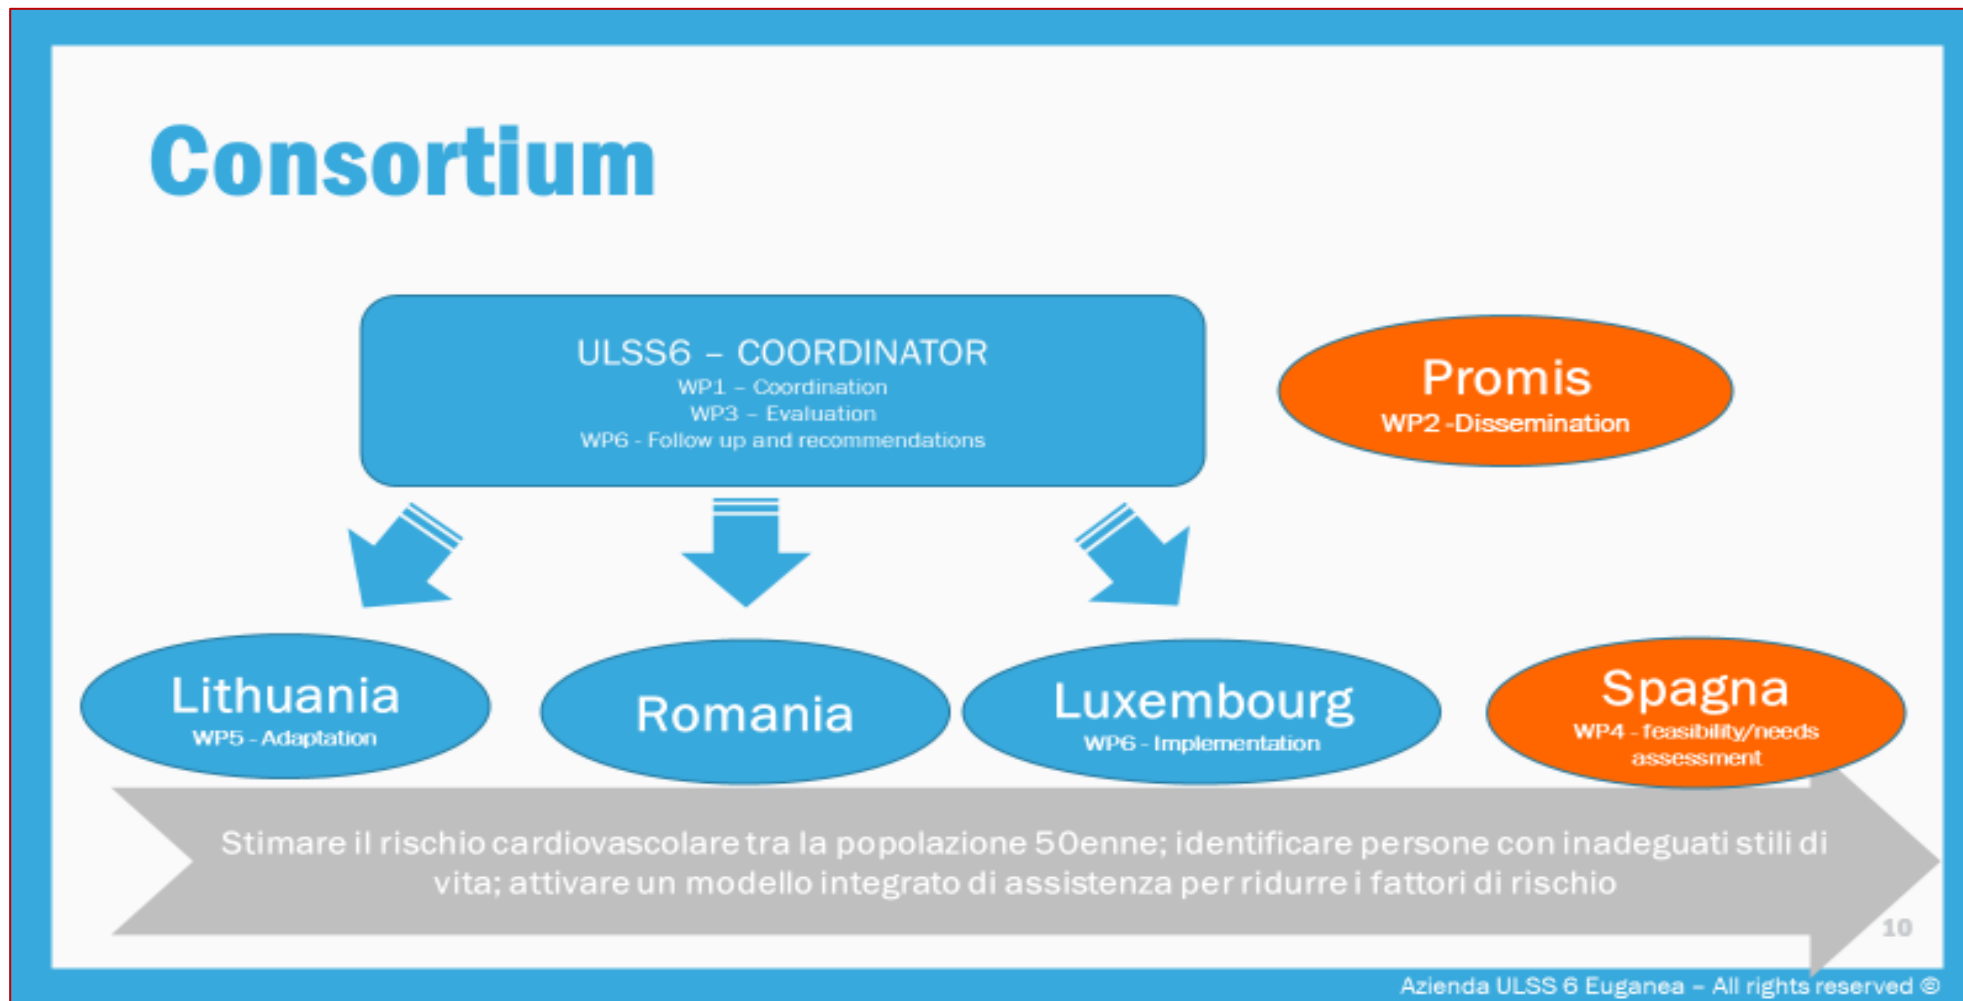 Consortium
ULSS6 – COORDINATOR
WP1 – Coordination
WP3 – Evaluation
WP6 - Follow up and recommendations
Promis
WP2 -Dissemination
Lithuania
WP5 - Adaptation
Romania
Luxembourg
WP6 - Implementation
Spagna
WP4 - feasibility/needs
assessment
Stimare il rischio cardiovascolare tra la popolazione 50enne; identificare persone con inadeguati stili di
vita; attivare un modello integrato di assistenza per ridurre i fattori di rischio
10
Azienda ULSS 6 Euganea – All rights reserved ©